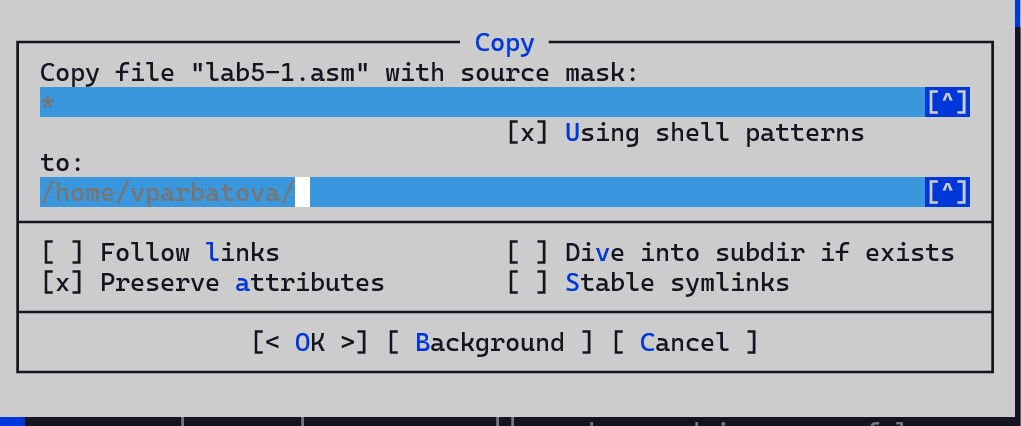 Copy
Copy file "lab5-1.asm" with source mask:
* [^]
[x] Using shell patterns
to:
/home/vparbatova/ [^]
[ ] Follow links [ ] Dive into subdir if exists
[x] Preserve attributes [ ] Stable symlinks
[< OK >] [ Background ] [ Cancel ]